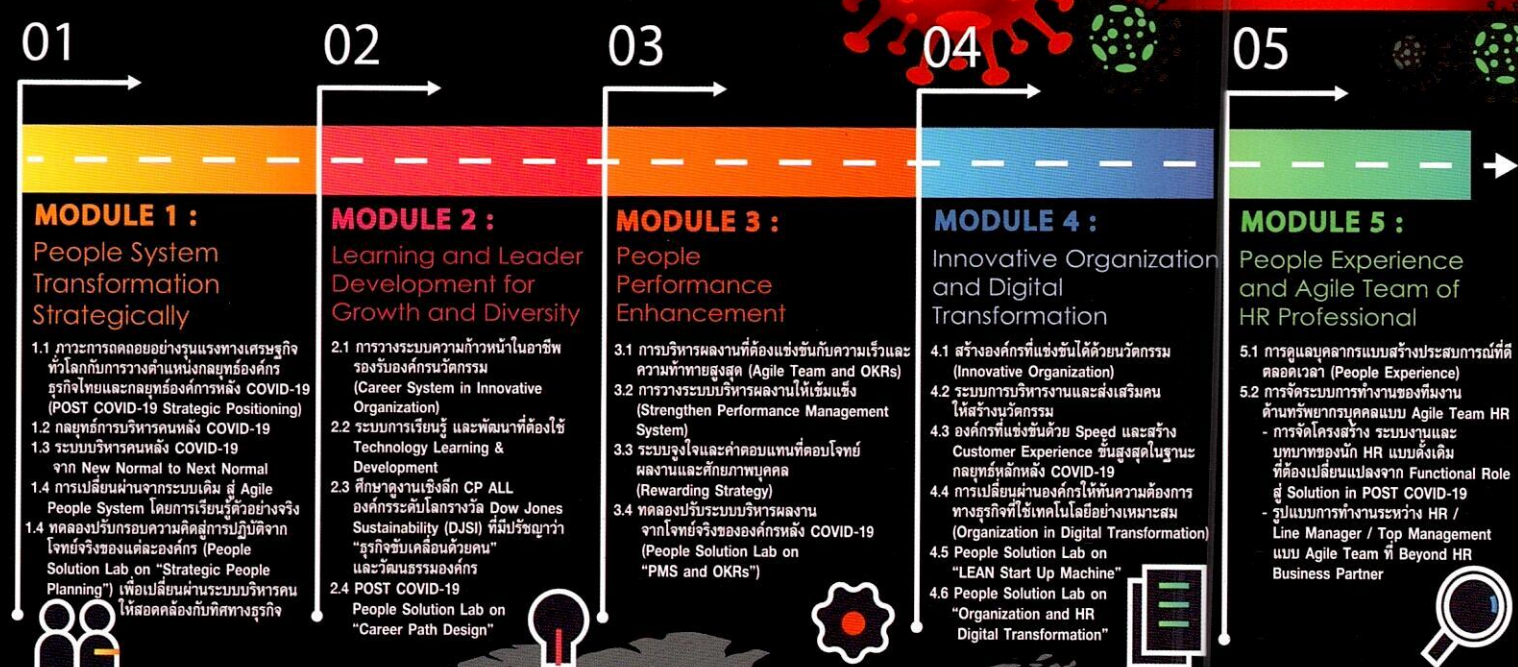 01
MODULE 1 :
People System
Transformation
Strategically
1.1 ภาวะการถดถอยอย่างรุนแรงทางเศรษฐกิจ
ทั่วโลกกับการวางตำแหน่งกลยุทธ์องค์กร
ธุรกิจไทยและกลยุทธ์องค์การหลัง COVID-19
(POST COVID-19 Strategic Positioning)
1.2 กลยุทธ์การบริหารคนหลัง COVID-19
1.3 ระบบบริหารคนหลัง COVID-19
จาก New Normal to Next Normal
1.4 การเปลี่ยนผ่านจากระบบเดิม สู่ Agile
People System โดยการเรียนรู้ตัวอย่างจริง
1.4 ทดลองปรับกรอบความคิดสู่การปฏิบัติจาก
โจทย์จริงของแต่ละองค์กร (People
Solution Lab on “Strategic People
Planning”) เพื่อเปลี่ยนผ่านระบบบริหารคน
ให้สอดคล้องกับทิศทางธุรกิจ
02
MODULE 2 :
Learning and Leader
Development for
Growth and Diversity
2.1 การวางระบบความก้าวหน้าในอาชีพ
รองรับองค์กรนวัตกรรม
(Career System in Innovative
Organization)
2.2 ระบบการเรียนรู้ และพัฒนาที่ต้องใช้
Technology Learning &
Development
2.3 ศึกษาดูงานเชิงลึก CP ALL
องค์กรระดับโลกรางวัล Dow Jones
Sustainability (DJSI) ที่มีปรัชญาว่า
“ธุรกิจขับเคลื่อนด้วยคน”
และวัฒนธรรมองค์กร
2.4 POST COVID-19
People Solution Lab on
“Career Path Design”
03
MODULE 3 :
People
Performance
Enhancement
3.1 การบริหารผลงานที่ต้องแข่งขันกับความเร็วและ
ความท้าทายสูงสุด (Agile Team and OKRs)
3.2 การวางระบบบริหารผลงานให้เข้มแข็ง
(Strengthen Performance Management
System)
3.3 ระบบจูงใจและค่าตอบแทนที่ตอบโจทย์
ผลงานและศักยภาพบุคคล
(Rewarding Strategy)
3.4 ทดลองปรับระบบบริหารผลงาน
จากโจทย์จริงขององค์กรหลัง COVID-19
(People Solution Lab on
“PMS and OKRs”)
04
MODULE 4 :
Innovative Organization
and Digital
Transformation
4.1 สร้างองค์กรที่แข่งขันได้ด้วยนวัตกรรม
(Innovative Organization)
4.2 ระบบการบริหารงานและส่งเสริมคน
ให้สร้างนวัตกรรม
4.3 องค์กรที่แข่งขันด้วย Speed และสร้าง
Customer Experience ขั้นสูงสุดในฐานะ
กลยุทธ์หลักหลัง COVID-19
4.4 การเปลี่ยนผ่านองค์กรให้ทันความต้องการ
ทางธุรกิจที่ใช้เทคโนโลยีอย่างเหมาะสม
(Organization in Digital Transformation)
4.5 People Solution Lab on
“LEAN Start Up Machine”
4.6 People Solution Lab on
“Organization and HR
Digital Transformation”
05
MODULE 5 :
People Experience
and Agile Team of
HR Professional
5.1 การดูแลบุคลากรแบบสร้างประสบการณ์ที่ดี
ตลอดเวลา (People Experience)
5.2 การจัดระบบการทำงานของทีมงาน
ด้านทรัพยากรบุคคลแบบ Agile Team HR
- การจัดโครงสร้าง ระบบงานและ
บทบาทของนัก HR แบบดั้งเดิม
ที่ต้องเปลี่ยนแปลงจาก Functional Role
สู่ Solution in POST COVID-19
- รูปแบบการทำงานระหว่าง HR /
Line Manager / Top Management
แบบ Agile Team ที่ Beyond HR
Business Partner